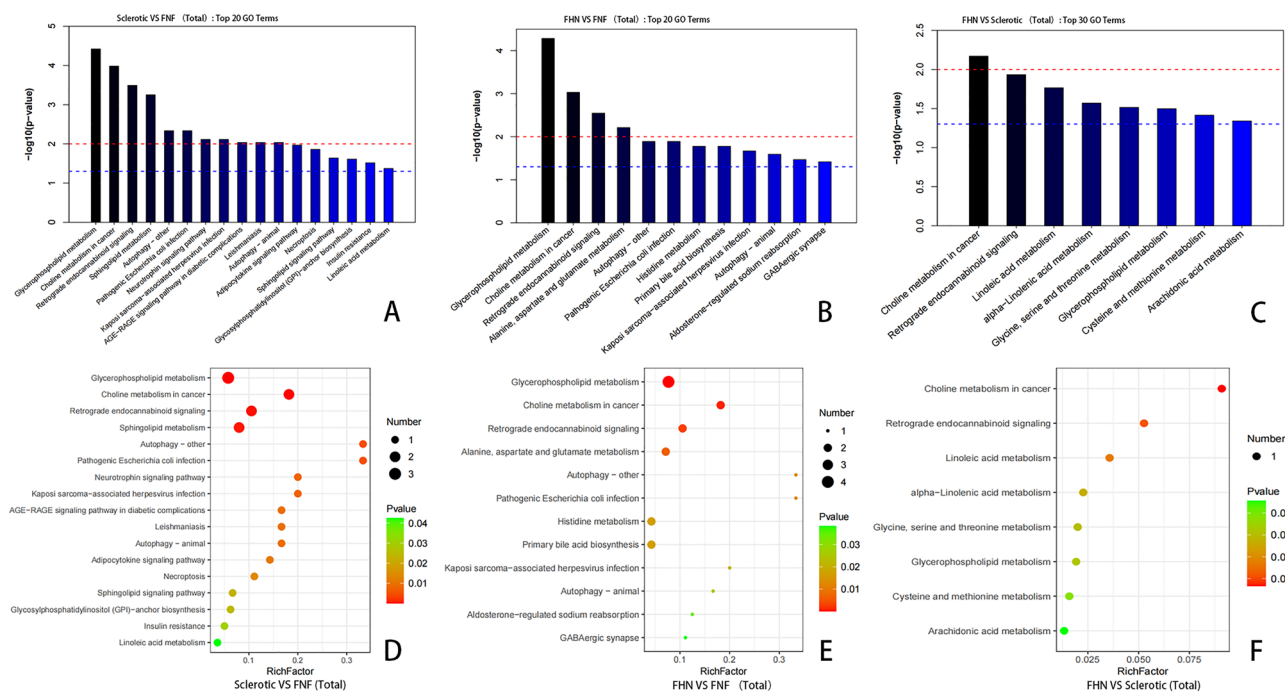 Sclerotic VS FNF （Total）: Top 20 GO Terms
5
4
3
2
1
0
−log10(p−value)
Glycerophospholipid metabolism
Choline metabolism in cancer
Retrograde endocannabinoid signaling
Sphingolipid metabolism
Autophagy − other
Pathogenic Escherichia coli infection
Neurotrophin signaling pathway
Kaposi sarcoma−associated herpesvirus infection
AGE−RAGE signaling pathway in diabetic complications
Leishmaniasis
Autophagy − animal
Adipocytokine signaling pathway
Necroptosis
Sphingolipid signaling pathway
Glycosylphosphatidylinositol (GPI)−anchor biosynthesis
Insulin resistance
Linoleic acid metabolism
A
FHN VS FNF （Total）: Top 20 GO Terms
4
3
2
1
0
−log10(p−value)
Glycerophospholipid metabolism
Choline metabolism in cancer
Retrograde endocannabinoid signaling
Alanine, aspartate and glutamate metabolism
Autophagy − other
Pathogenic Escherichia coli infection
Histidine metabolism
Primary bile acid biosynthesis
Kaposi sarcoma−associated herpesvirus infection
Autophagy − animal
Aldosterone−regulated sodium reabsorption
GABAergic synapse
B
FHN VS Sclerotic （Total）: Top 30 GO Terms
2.5
2.0
1.5
1.0
0.5
0.0
−log10(p−value)
Choline metabolism in cancer
Retrograde endocannabinoid signaling
Linoleic acid metabolism
alpha−Linolenic acid metabolism
Glycine, serine and threonine metabolism
Glycerophospholipid metabolism
Cysteine and methionine metabolism
Arachidonic acid metabolism
C
Glycerophospholipid metabolism
Choline metabolism in cancer
Retrograde endocannabinoid signaling
Sphingolipid metabolism
Autophagy − other
Pathogenic Escherichia coli infection
Neurotrophin signaling pathway
Kaposi sarcoma−associated herpesvirus infection
AGE−RAGE signaling pathway in diabetic complications
Leishmaniasis
Autophagy − animal
Adipocytokine signaling pathway
Necroptosis
Sphingolipid signaling pathway
Glycosylphosphatidylinositol (GPI)−anchor biosynthesis
Insulin resistance
Linoleic acid metabolism
0.1 0.2 0.3
RichFactor
Sclerotic VS FNF (Total)
Number
1
2
3
Pvalue
0.04
0.03
0.02
0.01
D
Glycerophospholipid metabolism
Choline metabolism in cancer
Retrograde endocannabinoid signaling
Alanine, aspartate and glutamate metabolism
Autophagy − other
Pathogenic Escherichia coli infection
Histidine metabolism
Primary bile acid biosynthesis
Kaposi sarcoma−associated herpesvirus infection
Autophagy − animal
Aldosterone−regulated sodium reabsorption
GABAergic synapse
0.1 0.2 0.3
RichFactor
FHN VS FNF （Total）
Number
1
2
3
4
Pvalue
0.03
0.02
0.01
E
Choline metabolism in cancer
Retrograde endocannabinoid signaling
Linoleic acid metabolism
alpha−Linolenic acid metabolism
Glycine, serine and threonine metabolism
Glycerophospholipid metabolism
Cysteine and methionine metabolism
Arachidonic acid metabolism
0.025 0.050 0.075
RichFactor
FHN VS Sclerotic (Total)
Number
1
Pvalue
0.0
0.0
0.0
0.0
F